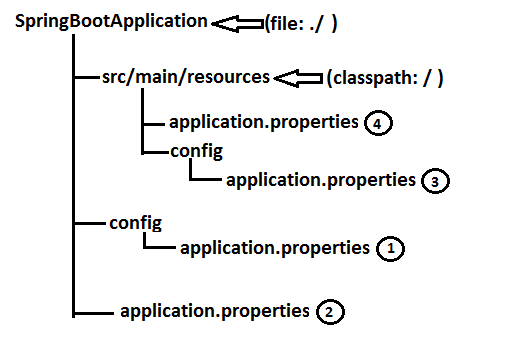 SpringBootApplication (file: ./ )
src/main/resources (classpath: / )
application.properties 4
config
application.properties 3
config
application.properties 1
application.properties 2